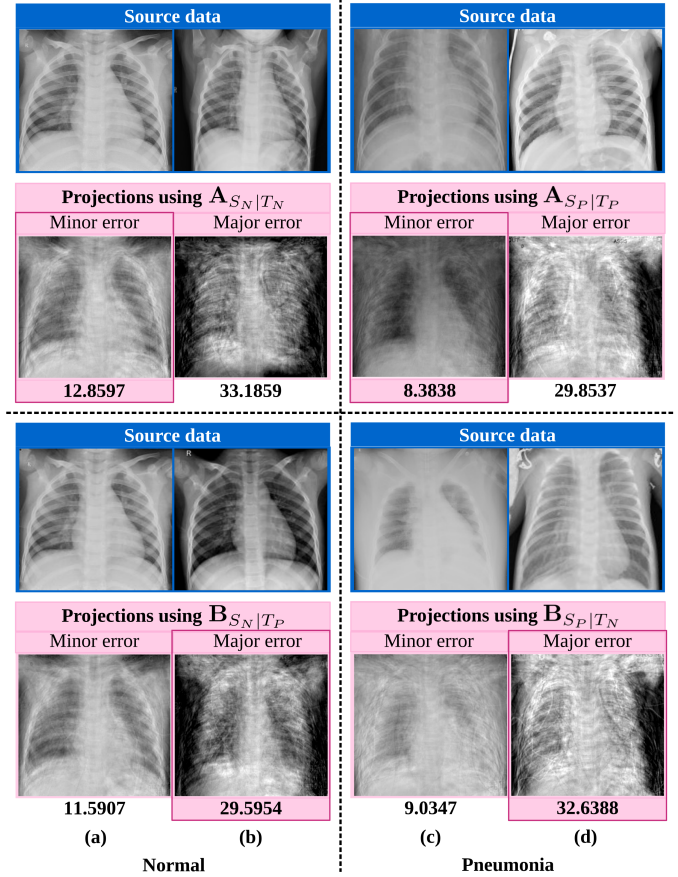 Source data
Source data
Projections using A_{S_N|T_N}
Projections using A_{S_P|T_P}
Minor error
Major error
Minor error
Major error
12.8597
33.1859
8.3838
29.8537
Source data
Source data
R
Projections using B_{S_N|T_P}
Projections using B_{S_P|T_N}
Minor error
Major error
Minor error
Major error
11.5907
29.5954
9.0347
32.6388
(a)
(b)
(c)
(d)
Normal
Pneumonia